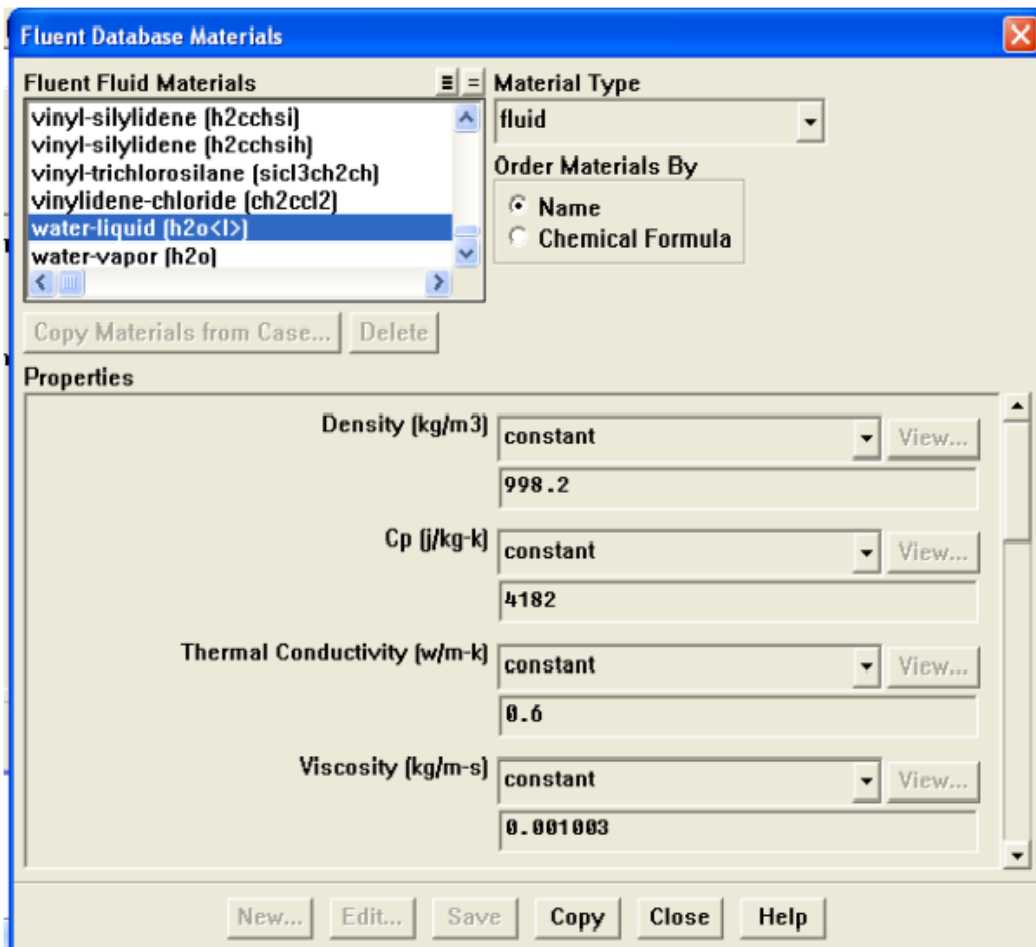 Fluent Database Materials
Fluent Fluid Materials
vinyl-silylidene (h2cchsi)
vinyl-silylidene (h2cchsih)
vinyl-trichlorosilane (sicl3ch2ch)
vinylidene-chloride (ch2ccl2)
water-liquid (h2o<l>)
water-vapor (h2o)
Copy Materials from Case... Delete
Material Type
fluid
Order Materials By
Name
Chemical Formula
Properties
Density (kg/m3) constant View...
998.2
Cp (j/kg-k) constant View...
4182
Thermal Conductivity (w/m-k) constant View...
0.6
Viscosity (kg/m-s) constant View...
0.001003
New... Edit... Save Copy Close Help